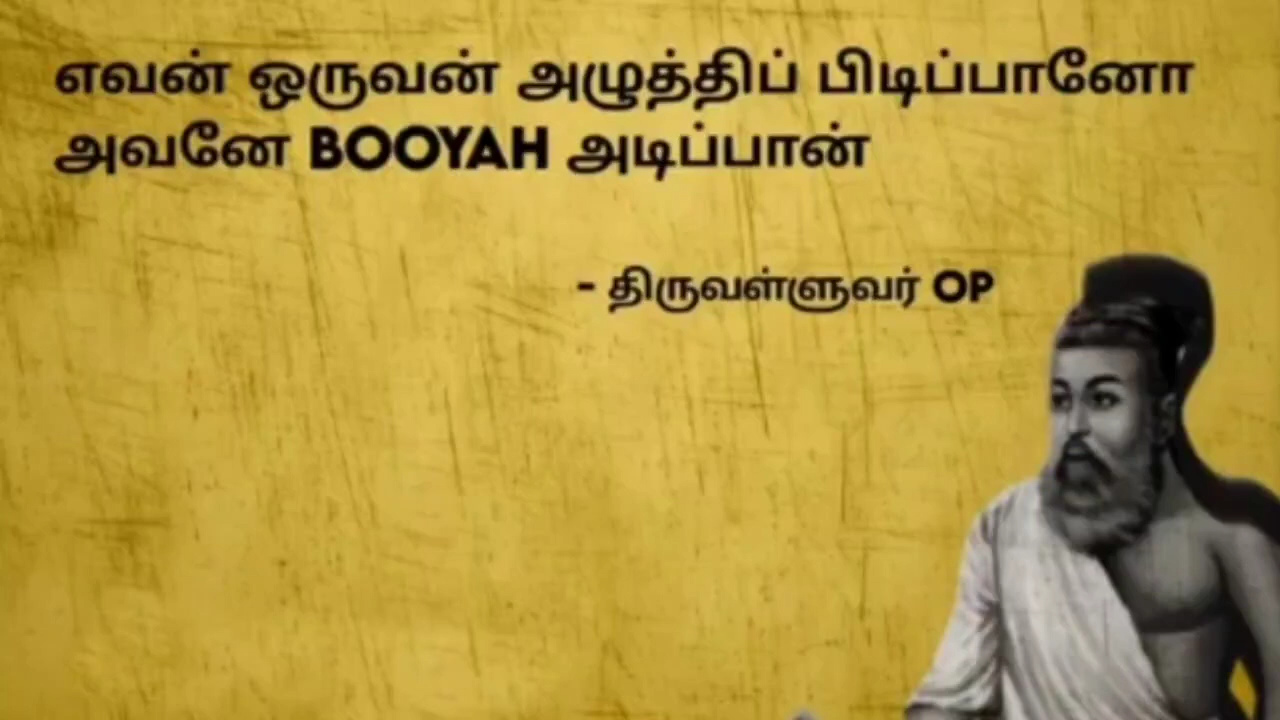 எவன் ஒருவன் அழுத்திப் பிடிப்பானோ
அவனே BOOYAH அடிப்பான்
- திருவள்ளுவர் OP